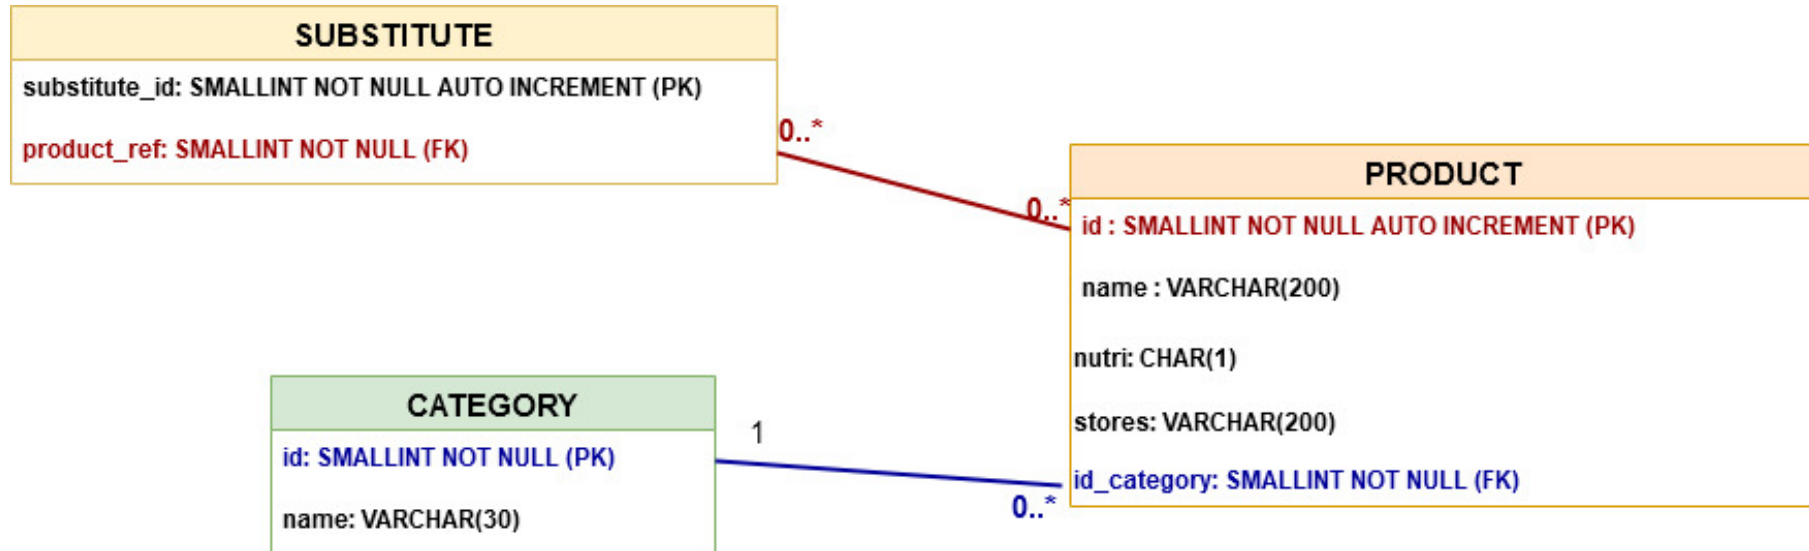 SUBSTITUTE
substitute_id: SMALLINT NOT NULL AUTO INCREMENT (PK)
product_ref: SMALLINT NOT NULL (FK)
0..*
0..*
PRODUCT
id : SMALLINT NOT NULL AUTO INCREMENT (PK)
name : VARCHAR(200)
nutri: CHAR(1)
stores: VARCHAR(200)
id_category: SMALLINT NOT NULL (FK)
CATEGORY
id: SMALLINT NOT NULL (PK)
name: VARCHAR(30)
1
0..*